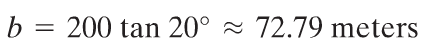 b = 200 tan 20° ≈ 72.79 meters